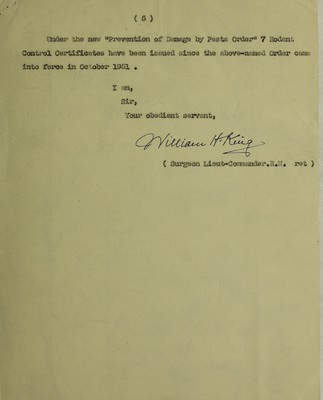 ( 5 )
Under the new "Prevention of Damage by Pests Order" 7 Rodent
Control Certificates have been issued since the above-named Order came
into force in October 1951 .
I am,
Sir,
Your obedient servant,
William H. King
( Surgeon Lieut-Commander.R.N. ret )